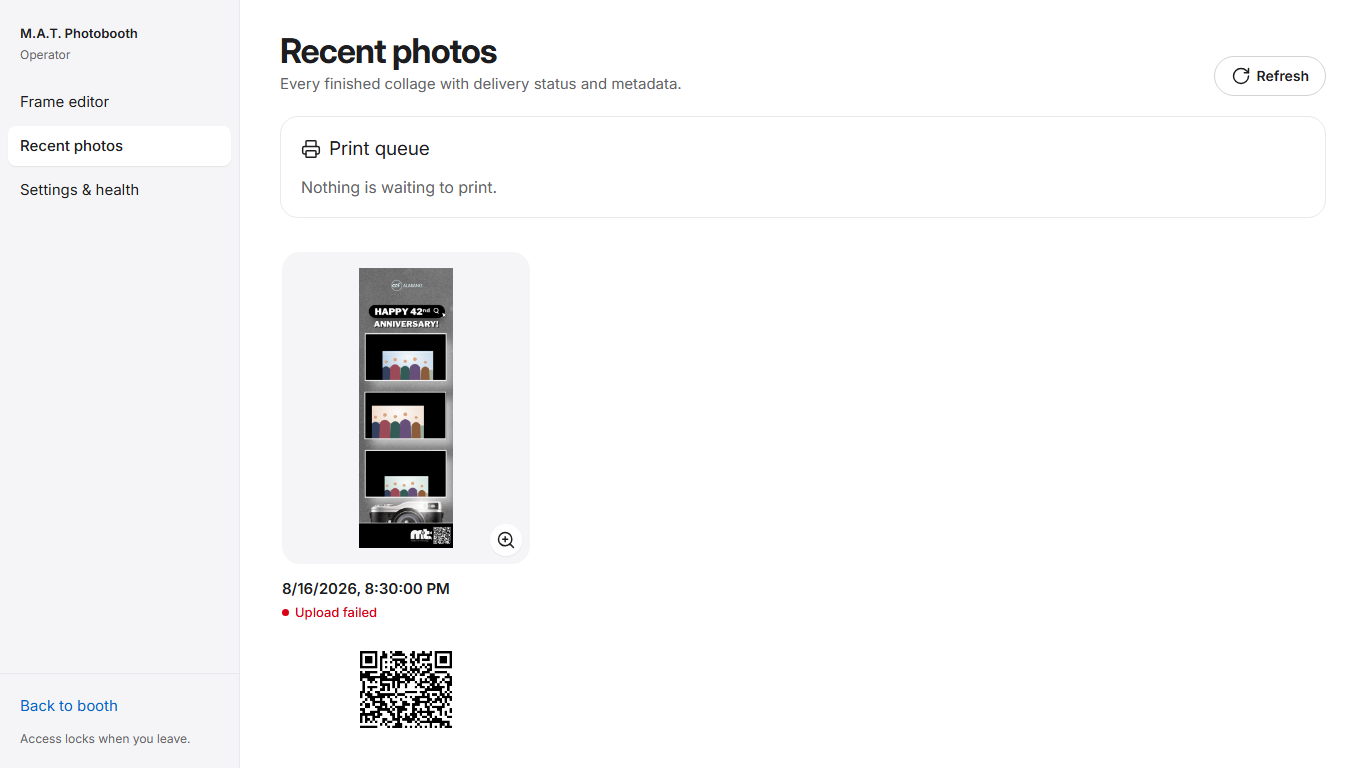 M.A.T. Photobooth
Operator
Frame editor
Recent photos
Settings & health
Back to booth
Access locks when you leave.
Recent photos
Every finished collage with delivery status and metadata.
Refresh
Print queue
Nothing is waiting to print.
ALABANG
HAPPY 42nd
ANNIVERSARY!
8/16/2026, 8:30:00 PM
Upload failed